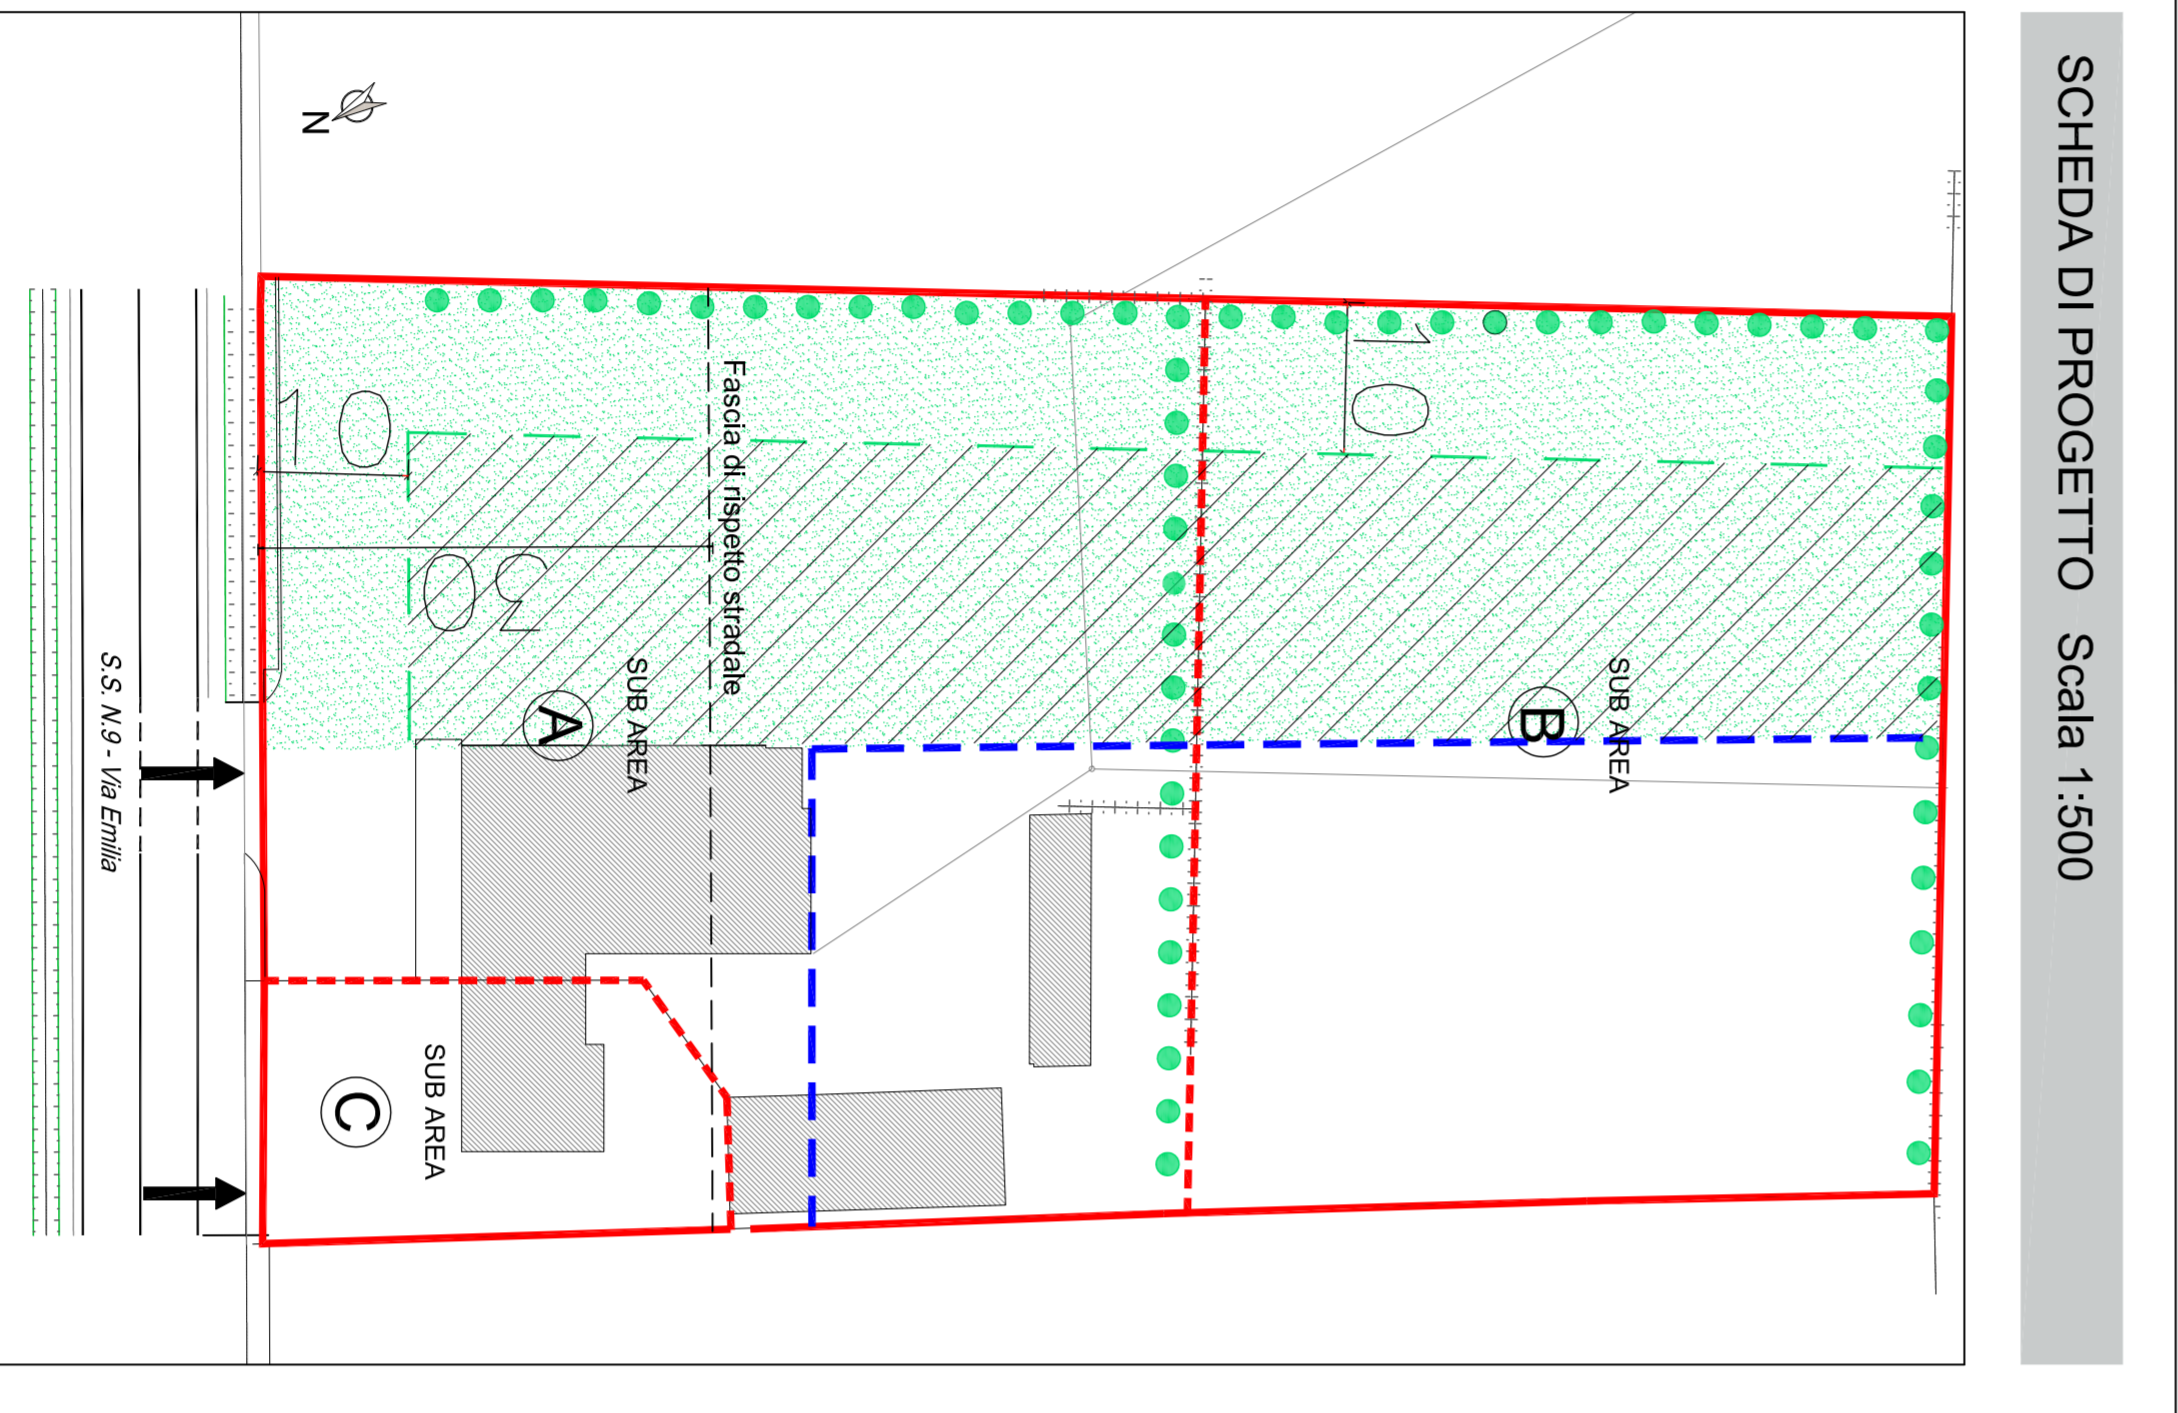 SCHEDA DI PROGETTO Scala 1:500
N
10
10
Fascia di rispetto stradale
30
SUB AREA
A
SUB AREA
B
SUB AREA
C
S.S. N.9 - Via Emilia